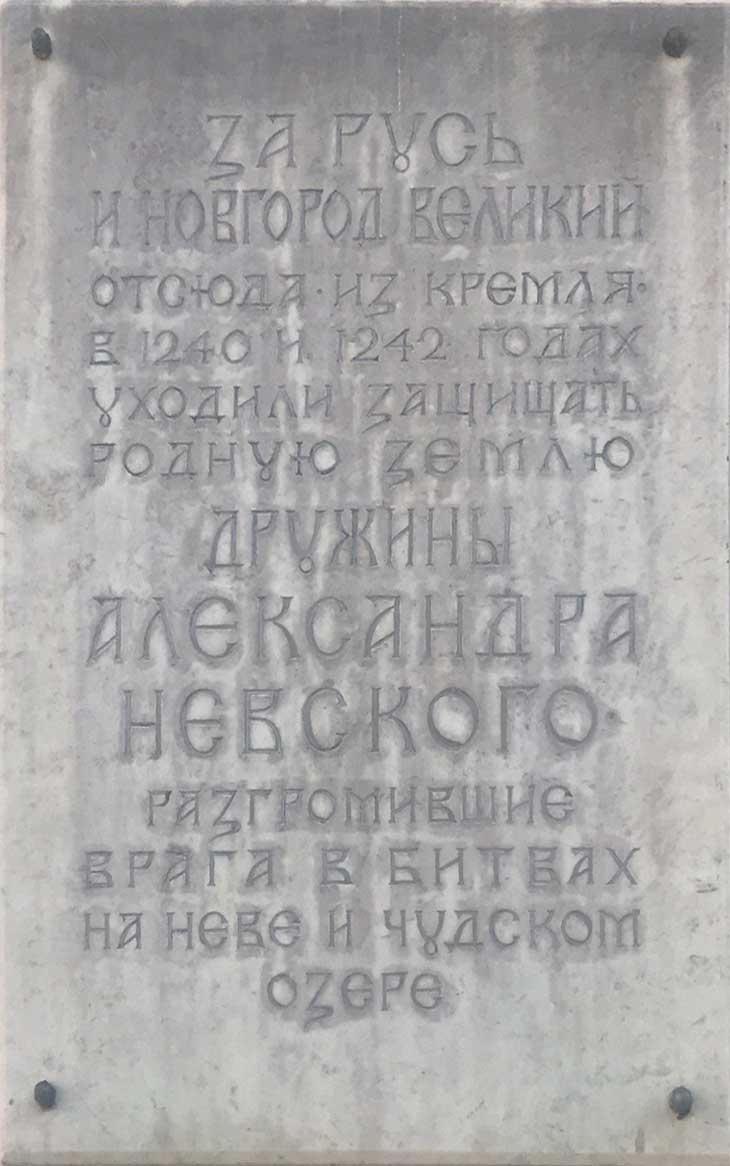 ЗА РУСЬ
И НОВГОРОД ВЕЛИКИЙ
ОТСЮДА · ИЗ КРЕМЛЯ ·
В 1240 И 1242 ГОДАХ
УХОДИЛИ ЗАЩИЩАТЬ
РОДНУЮ ЗЕМЛЮ
ДРУЖИНЫ
АЛЕКСАНДРА
НЕВСКОГО ·
РАЗГРОМИВШИЕ
ВРАГА В БИТВАХ
НА НЕВЕ И ЧУДСКОМ
ОЗЕРЕ